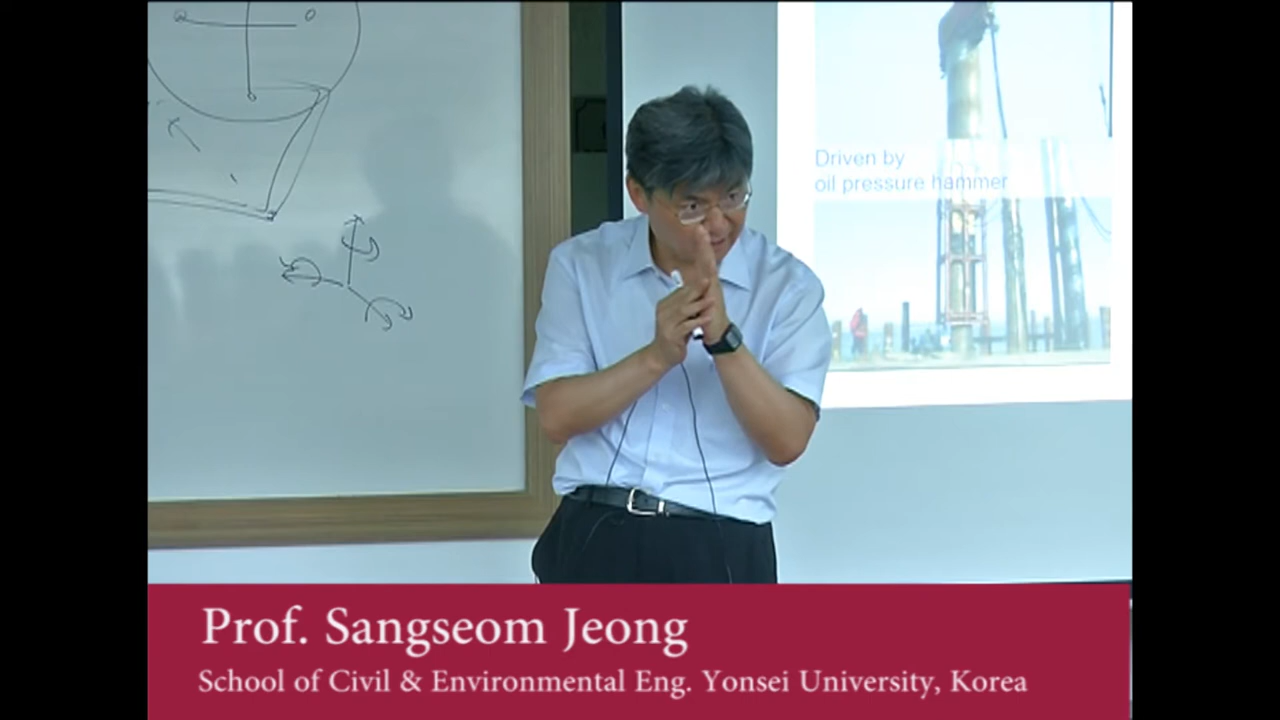 Driven by
oil pressure hammer
Prof. Sangseom Jeong
School of Civil & Environmental Eng. Yonsei University, Korea